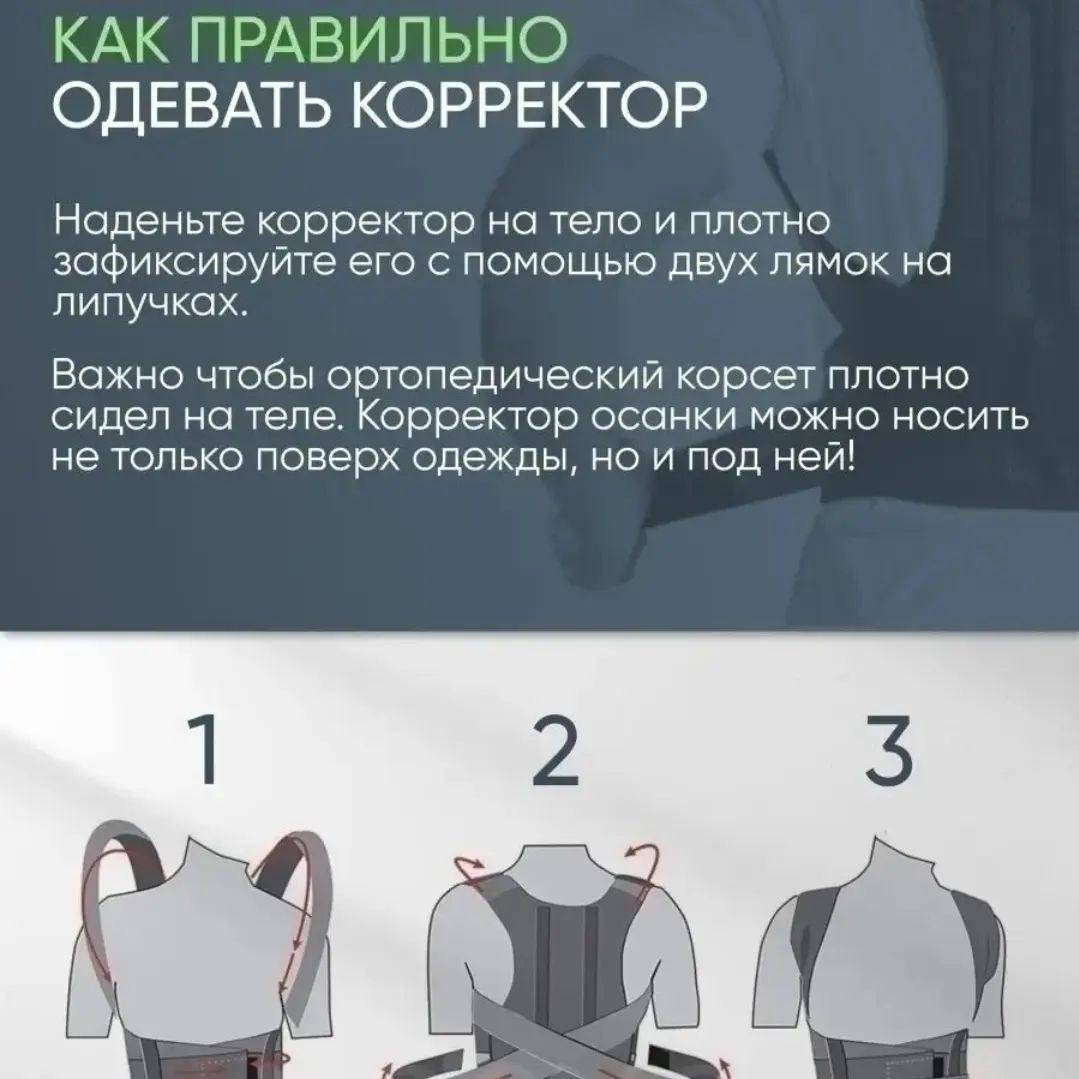 КАК ПРАВИЛЬНО
ОДЕВАТЬ КОРРЕКТОР
Наденьте корректор на тело и плотно
зафиксируйте его с помощью двух лямок на
липучках.
Важно чтобы ортопедический корсет плотно
сидел на теле. Корректор осанки можно носить
не только поверх одежды, но и под ней!
1 2 3